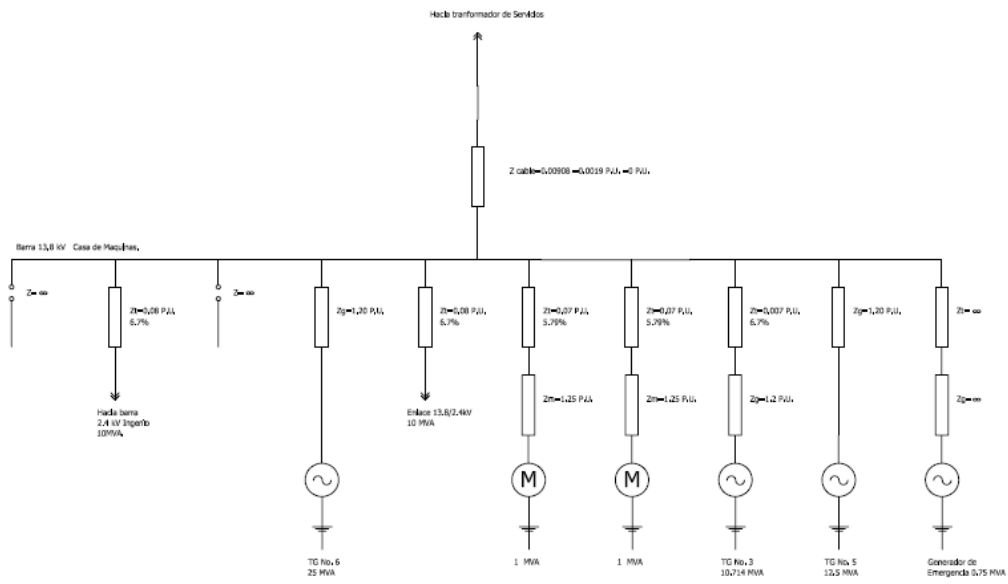 Hacia tranformador de Servicios
Z cable=0,00908 =0,0019 P.U. =0 P.U.
Barra 13,8 kV Casa de Maquinas.
Z= ∞
Zt=0,08 P.U.
6.7%
Z= ∞
Zg=1,20 P.U.
Zt=0,08 P.U.
6.7%
Zt=0,07 P.U.
5.79%
Zt=0,07 P.U.
5.79%
Zt=0,007 P.U.
6.7%
Zg=1,20 P.U.
Zt= ∞
Hacia barra
2.4 kV Ingenio
10MVA.
Enlace 13.8/2.4kV
10 MVA
Zm=1.25 P.U.
Zm=1.25 P.U.
Zg=1.2 P.U.
Zg= ∞
M
M
TG No. 6
25 MVA
1 MVA
1 MVA
TG No. 3
10.714 MVA
TG No. 5
12.5 MVA
Generador de
Emergencia 0.75 MVA